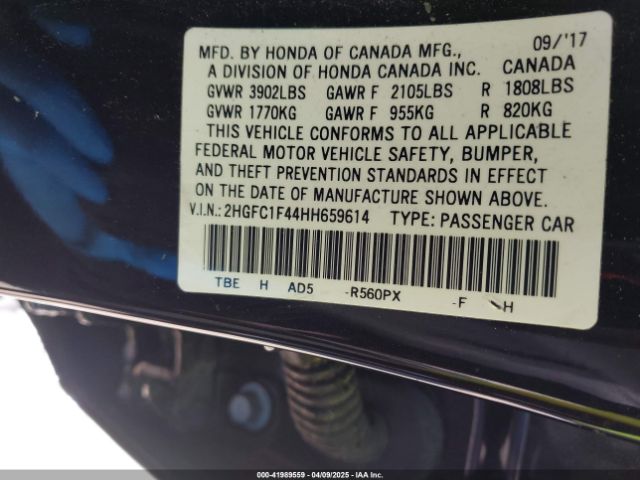 MFD. BY HONDA OF CANADA MFG., 09/'17
A DIVISION OF HONDA CANADA INC. CANADA
GVWR 3902LBS GAWR F 2105LBS R 1808LBS
GVWR 1770KG GAWR F 955KG R 820KG
THIS VEHICLE CONFORMS TO ALL APPLICABLE
FEDERAL MOTOR VEHICLE SAFETY, BUMPER,
AND THEFT PREVENTION STANDARDS IN EFFECT
ON THE DATE OF MANUFACTURE SHOWN ABOVE.
V.I.N.: 2HGFC1F44HH659614 TYPE: PASSENGER CAR
TBE H AD5 -R560PX -F H
000-41989559 - 04/09/2025 - IAA Inc.